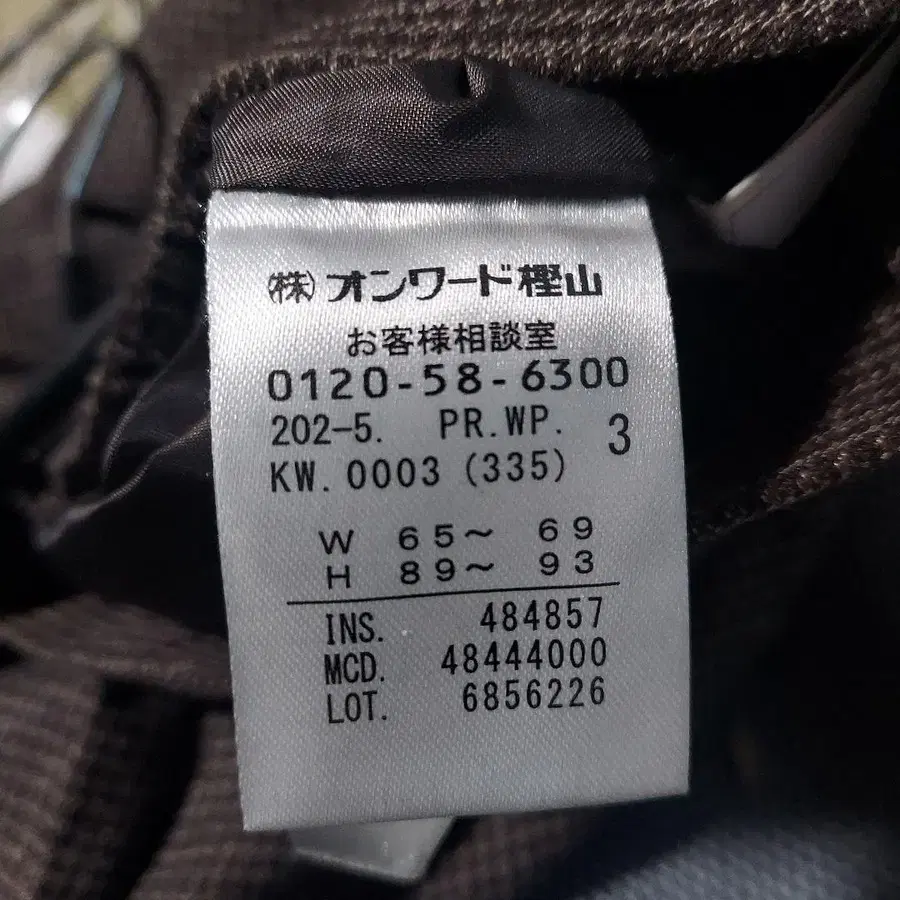 ㈱オンワード樫山
お客様相談室
0120-58-6300
202-5. PR.WP. 3
KW. 0003 (335)
W 65～ 69
H 89～ 93
INS. 484857
MCD. 48444000
LOT. 6856226